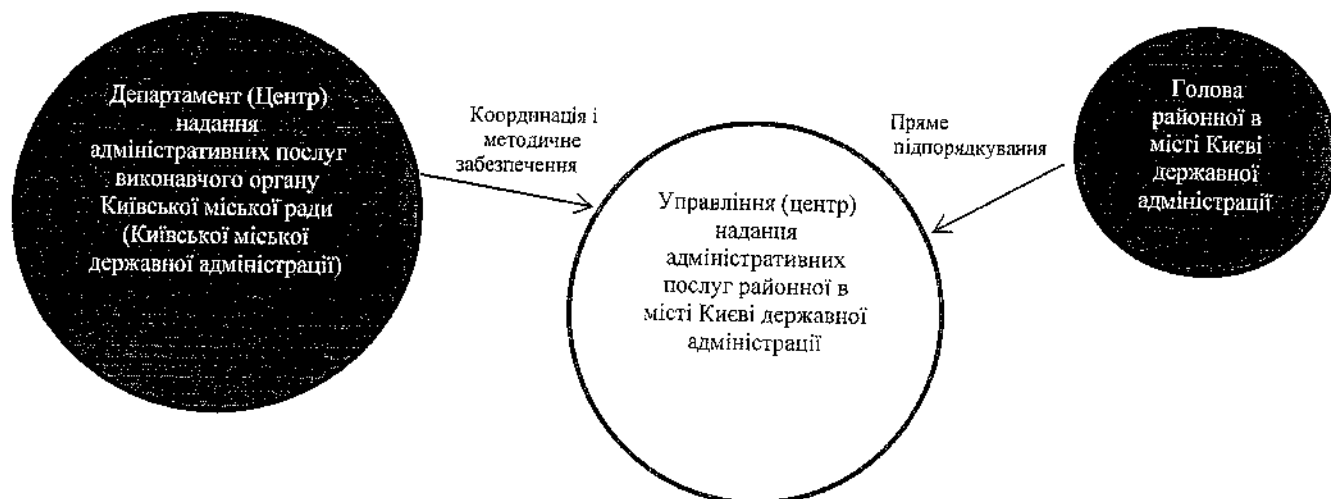 Департамент (Центр)
надання
адміністративних послуг
виконавчого органу
Київської міської ради
(Київської міської
державної адміністрації)
Координація і
методичне
забезпечення
Управління (центр)
надання
адміністративних
послуг районної в
місті Києві державної
адміністрації
Пряме
підпорядкування
Голова
районної в
місті Києві
державної
адміністрації